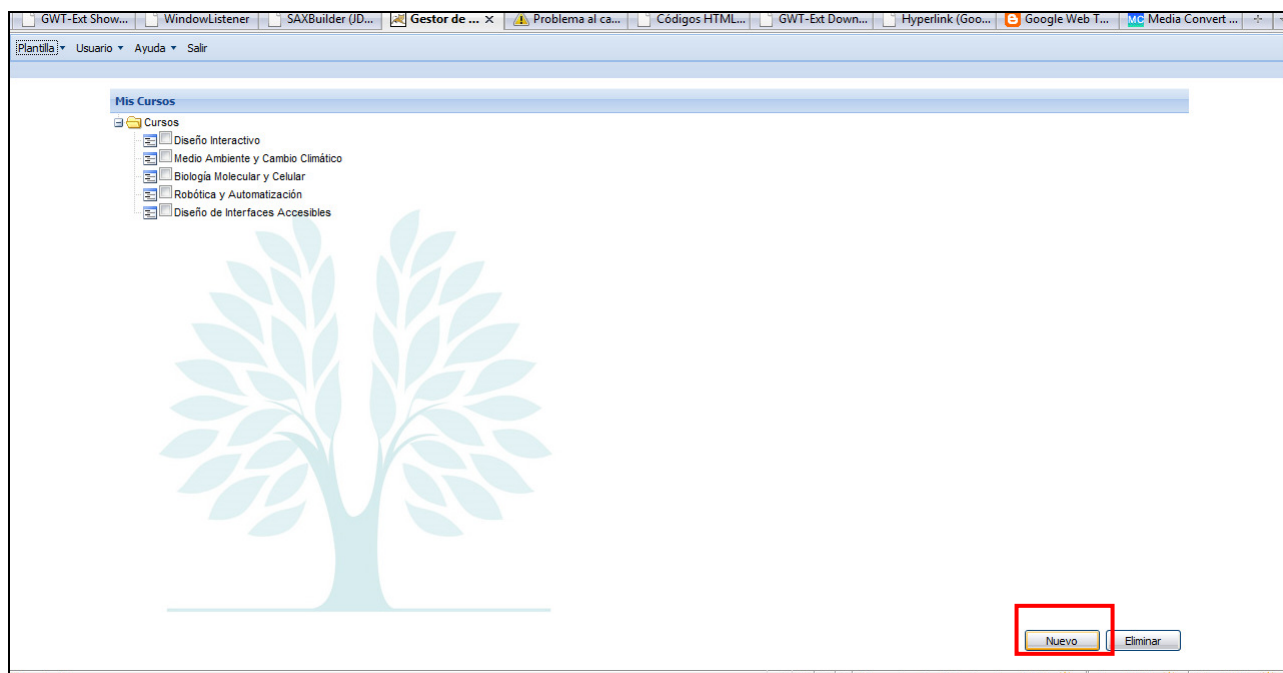 GWT-Ext Show... WindowListener SAXBuilder (JD... Gestor de ... X Problema al ca... Códigos HTML... GWT-Ext Down... Hyperlink (Goo... Google Web T... MC Media Convert ...
Plantilla Usuario Ayuda Salir
Mis Cursos
Cursos
Diseño Interactivo
Medio Ambiente y Cambio Climático
Biología Molecular y Celular
Robótica y Automatización
Diseño de Interfaces Accesibles
Nuevo Eliminar